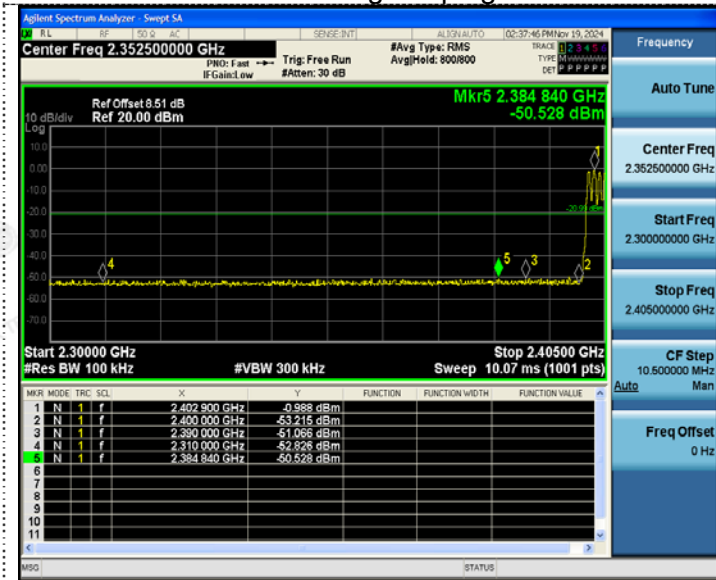 Agilent Spectrum Analyzer - Swept SA
RL RF 50 Ω AC SENSE:INT ALIGNAUTO 02:37:46 PM Nov 19, 2024
Center Freq 2.352500000 GHz
PNO: Fast
IFGain:Low
Trig: Free Run
#Atten: 30 dB
#Avg Type: RMS
Avg|Hold: 800/800
TRACE 1 2 3 4 5 6
TYPE M
DET P P P P P P
Frequency
Auto Tune
Center Freq
2.352500000 GHz
Start Freq
2.300000000 GHz
Stop Freq
2.405000000 GHz
CF Step
10.500000 MHz
Auto Man
Freq Offset
0 Hz
Mkr5 2.384 840 GHz
-50.528 dBm
Ref Offset 8.51 dB
10 dB/div Ref 20.00 dBm
Log
10.0
0.00
-10.0
-20.0
-30.0
-40.0
-50.0
-60.0
-70.0
1
4
5
3
2
Start 2.30000 GHz Stop 2.40500 GHz
#Res BW 100 kHz #VBW 300 kHz Sweep 10.07 ms (1001 pts)
MKR MODE TRC SCL X Y FUNCTION FUNCTION WIDTH FUNCTION VALUE
1 N 1 f 2.402 900 GHz -0.988 dBm
2 N 1 f 2.400 000 GHz -53.215 dBm
3 N 1 f 2.390 000 GHz -51.066 dBm
4 N 1 f 2.310 000 GHz -52.826 dBm
5 N 1 f 2.384 840 GHz -50.528 dBm
6
7
8
9
10
11
MSG STATUS